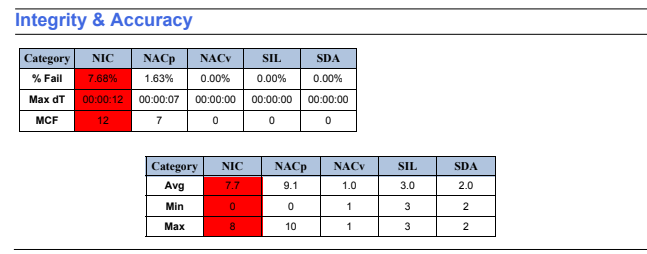 Integrity & Accuracy
Category NIC NACp NACv SIL SDA
% Fail 7.68% 1.63% 0.00% 0.00% 0.00%
Max dT 00:00:12 00:00:07 00:00:00 00:00:00 00:00:00
MCF 12 7 0 0 0
Category NIC NACp NACv SIL SDA
Avg 7.7 9.1 1.0 3.0 2.0
Min 0 0 1 3 2
Max 8 10 1 3 2